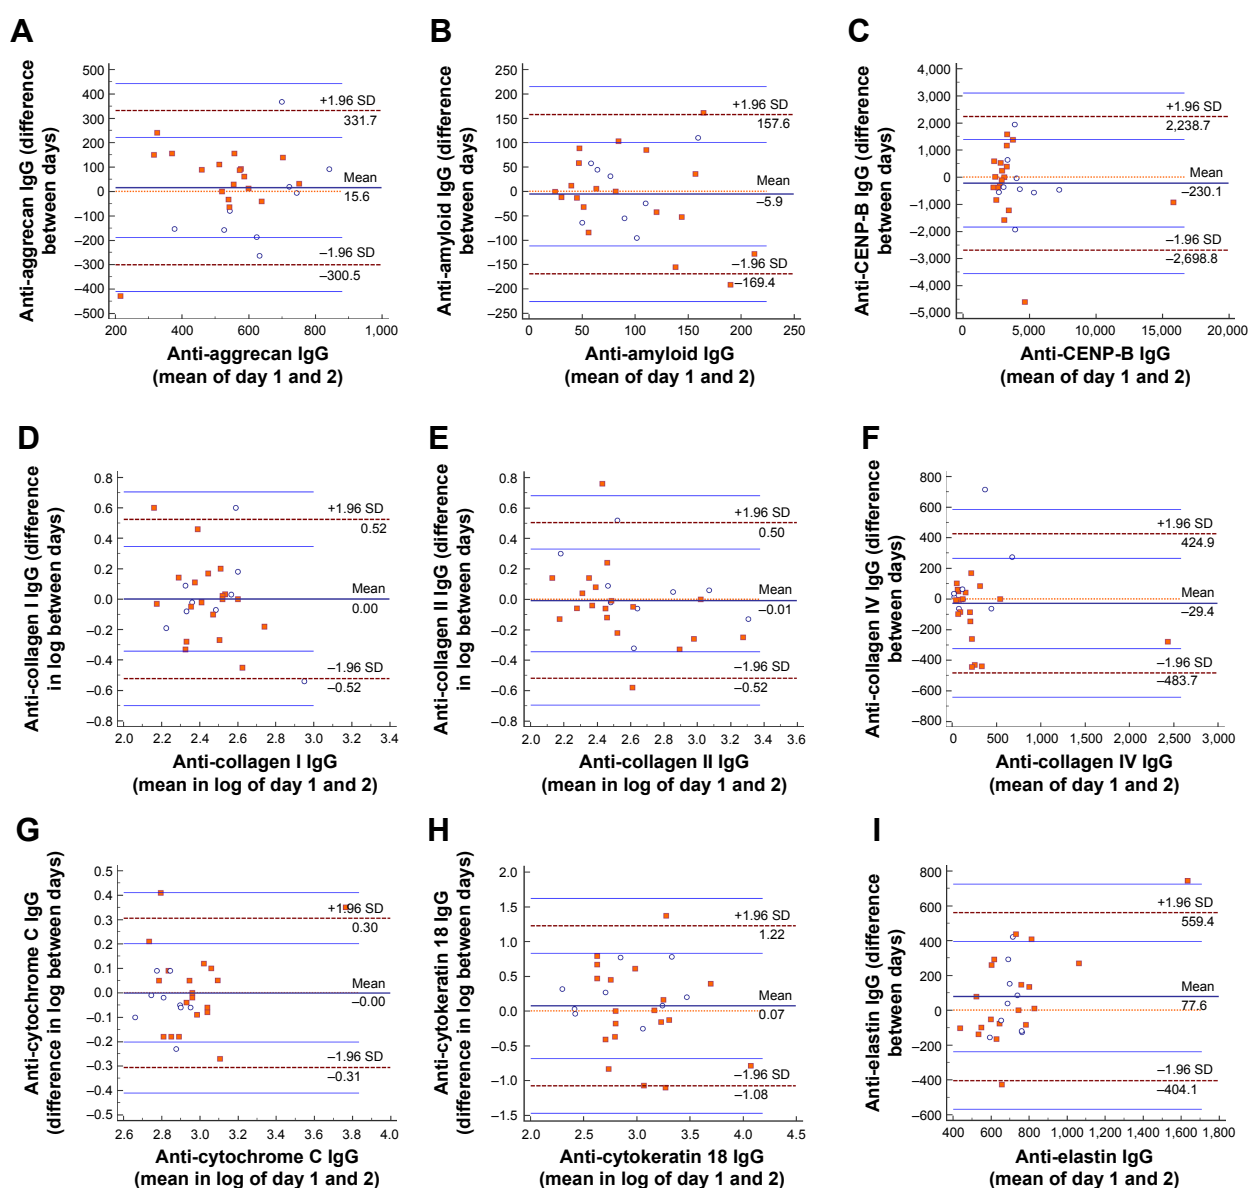 A
Anti-aggrecan IgG (difference
between days)
500
400
300
200
100
0
–100
–200
–300
–400
–500
+1.96 SD
331.7
Mean
15.6
–1.96 SD
–300.5
200
400
600
800
1,000
Anti-aggrecan IgG
(mean of day 1 and 2)
B
Anti-amyloid IgG (difference
between days)
250
200
150
100
50
0
–50
–100
–150
–200
–250
+1.96 SD
157.6
Mean
–5.9
–1.96 SD
–169.4
0
50
100
150
200
250
Anti-amyloid IgG
(mean of day 1 and 2)
C
Anti-CENP-B IgG (difference
between days)
4,000
3,000
2,000
1,000
0
–1,000
–2,000
–3,000
–4,000
–5,000
+1.96 SD
2,238.7
Mean
–230.1
–1.96 SD
–2,698.8
0
5,000
10,000
15,000
20,000
Anti-CENP-B IgG
(mean of day 1 and 2)
D
Anti-collagen I IgG (difference
in log between days)
0.8
0.6
0.4
0.2
0.0
–0.2
–0.4
–0.6
–0.8
+1.96 SD
0.52
Mean
0.00
–1.96 SD
–0.52
2.0
2.2
2.4
2.6
2.8
3.0
3.2
3.4
Anti-collagen I IgG
(mean in log of day 1 and 2)
E
Anti-collagen II IgG (difference
in log between days)
0.8
0.6
0.4
0.2
0.0
–0.2
–0.4
–0.6
–0.8
+1.96 SD
0.50
Mean
–0.01
–1.96 SD
–0.52
2.0
2.2
2.4
2.6
2.8
3.0
3.2
3.4
3.6
Anti-collagen II IgG
(mean in log of day 1 and 2)
F
Anti-collagen IV IgG (difference
between days)
800
600
400
200
0
–200
–400
–600
–800
+1.96 SD
424.9
Mean
–29.4
–1.96 SD
–483.7
0
500
1,000
1,500
2,000
2,500
3,000
Anti-collagen IV IgG
(mean of day 1 and 2)
G
Anti-cytochrome C IgG
(difference in log between days)
0.5
0.4
0.3
0.2
0.1
0.0
–0.1
–0.2
–0.3
–0.4
–0.5
+1.96 SD
0.30
Mean
–0.00
–1.96 SD
–0.31
2.6
2.8
3.0
3.2
3.4
3.6
3.8
4.0
Anti-cytochrome C IgG
(mean in log of day 1 and 2)
H
Anti-cytokeratin 18 IgG
(difference in log between days)
2.0
1.5
1.0
0.5
0.0
–0.5
–1.0
–1.5
+1.96 SD
1.22
Mean
0.07
–1.96 SD
–1.08
2.0
2.5
3.0
3.5
4.0
4.5
Anti-cytokeratin 18 IgG
(mean in log of day 1 and 2)
I
Anti-elastin IgG (difference
between days)
800
600
400
200
0
–200
–400
–600
+1.96 SD
559.4
Mean
77.6
–1.96 SD
–404.1
400
600
800
1,000
1,200
1,400
1,600
1,800
Anti-elastin IgG
(mean of day 1 and 2)